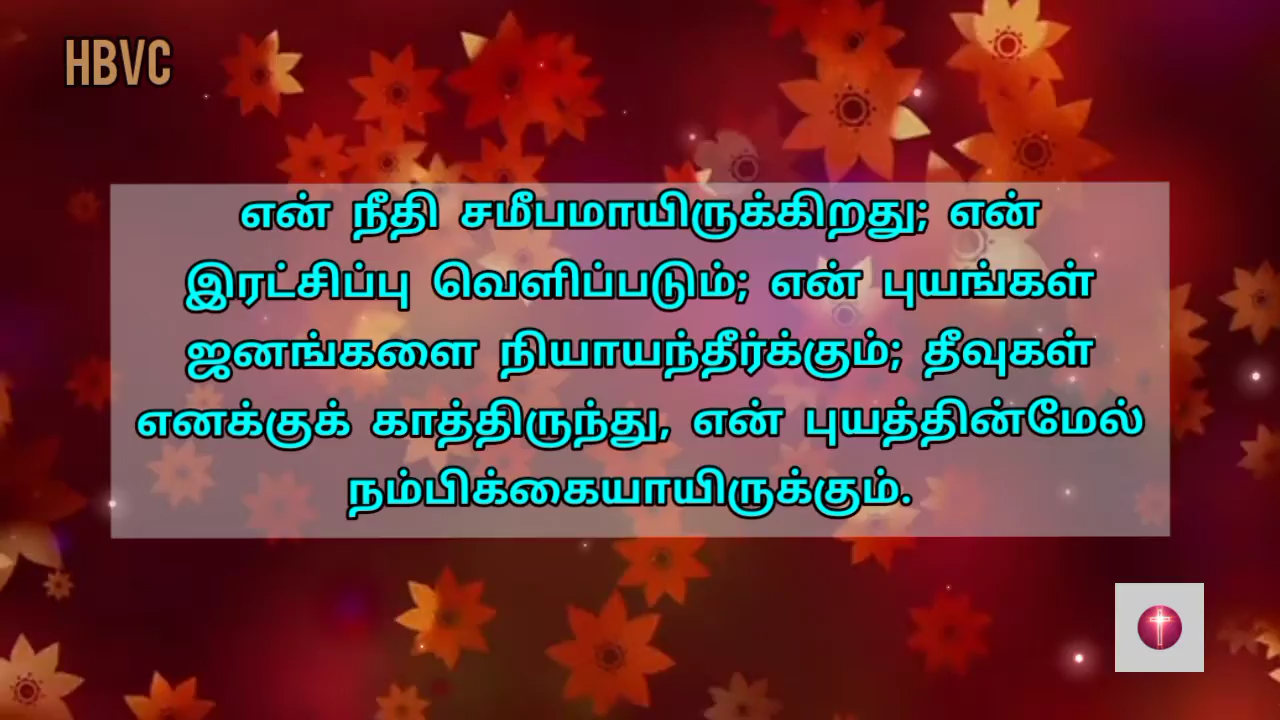 HBVC
என் நீதி சமீபமாயிருக்கிறது; என்
இரட்சிப்பு வெளிப்படும்; என் புயங்கள்
ஜனங்களை நியாயந்தீர்க்கும்; தீவுகள்
எனக்குக் காத்திருந்து, என் புயத்தின்மேல்
நம்பிக்கையாயிருக்கும்.